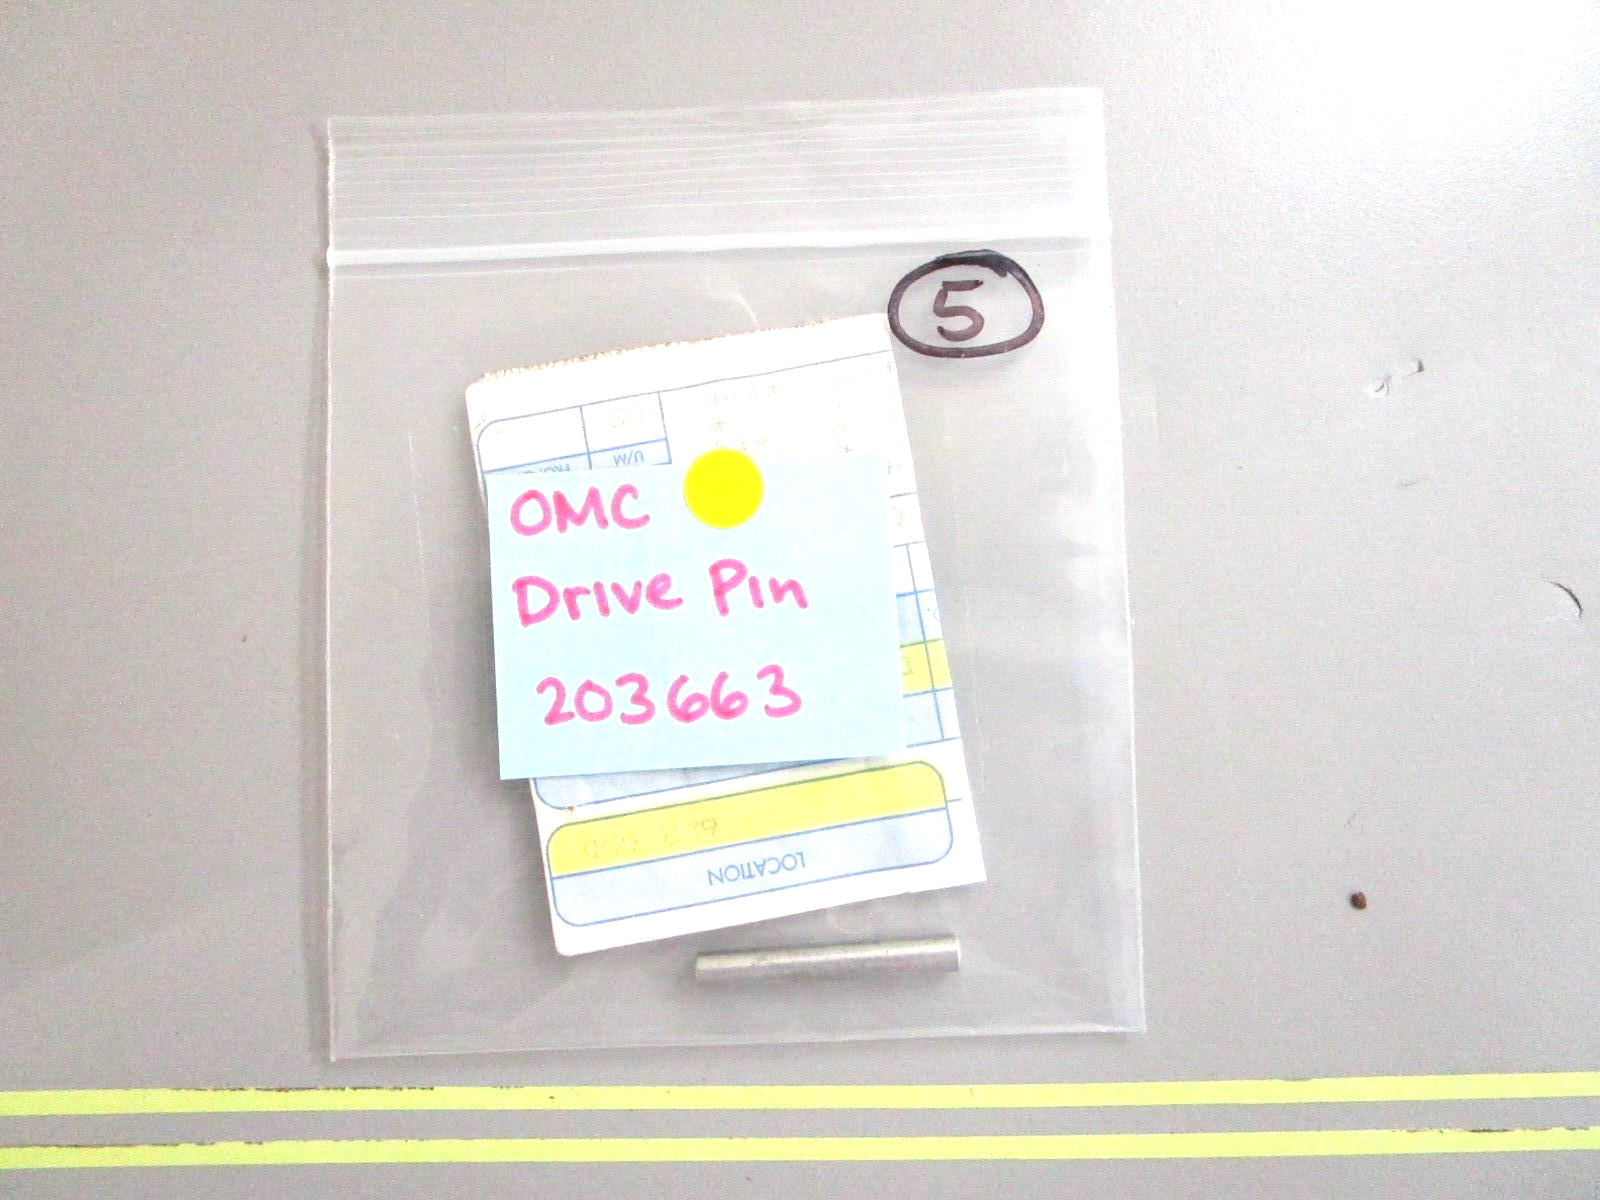 5
OMC
Drive Pin
203663
U/M
LOCATION